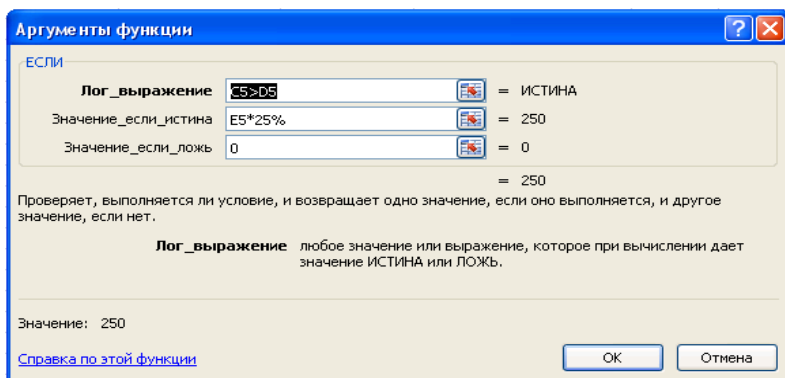 Аргументы функции
ЕСЛИ
Лог_выражение C5>D5 = ИСТИНА
Значение_если_истина E5*25% = 250
Значение_если_ложь 0 = 0
= 250
Проверяет, выполняется ли условие, и возвращает одно значение, если оно выполняется, и другое
значение, если нет.
Лог_выражение любое значение или выражение, которое при вычислении дает
значение ИСТИНА или ЛОЖЬ.
Значение: 250
Справка по этой функции OK Отмена